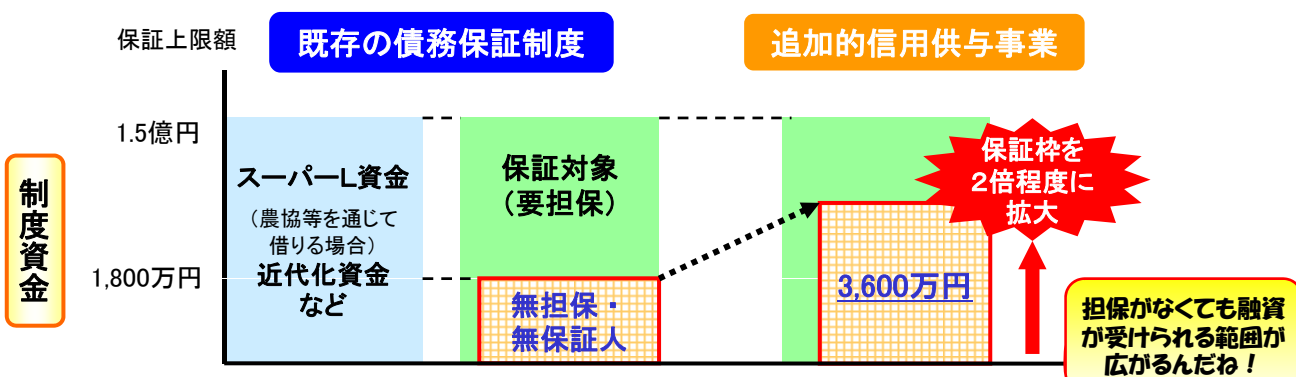 保証上限額
既存の債務保証制度
追加的信用供与事業
1.5億円
制度資金
スーパーL資金
（農協等を通じて
借りる場合）
近代化資金
など
保証対象
（要担保）
保証枠を
2倍程度に
拡大
1,800万円
無担保・
無保証人
3,600万円
担保がなくても融資
が受けられる範囲が
広がるんだね！